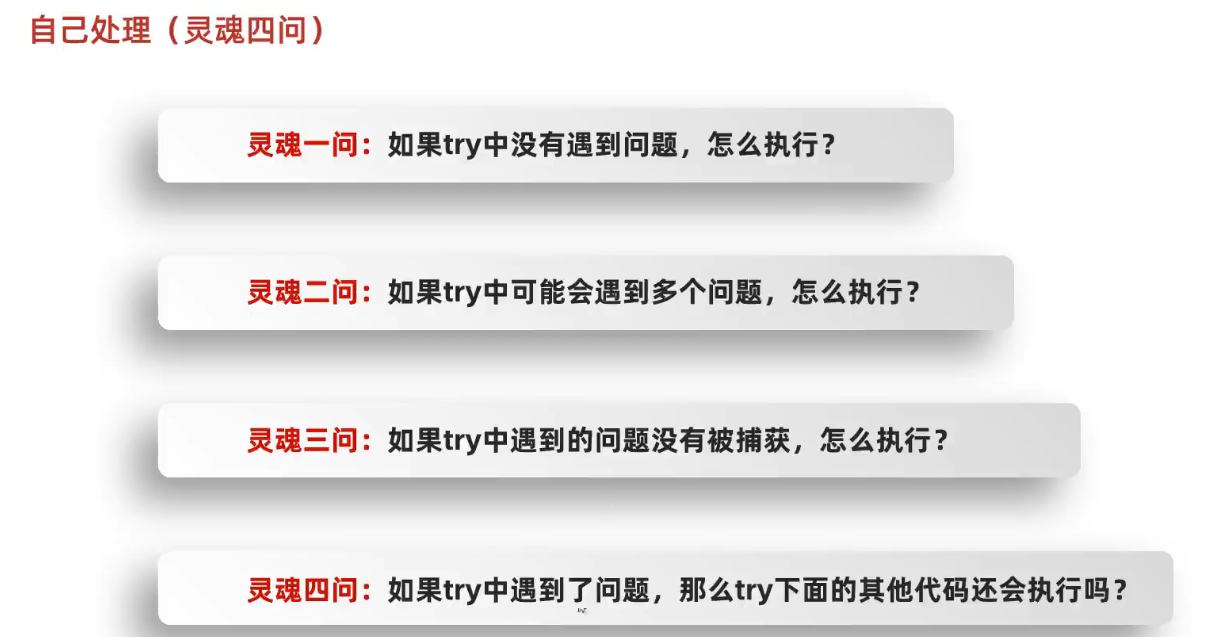 自己处理（灵魂四问）
灵魂一问：如果try中没有遇到问题，怎么执行？
灵魂二问：如果try中可能会遇到多个问题，怎么执行？
灵魂三问：如果try中遇到的问题没有被捕获，怎么执行？
灵魂四问：如果try中遇到了问题，那么try下面的其他代码还会执行吗？